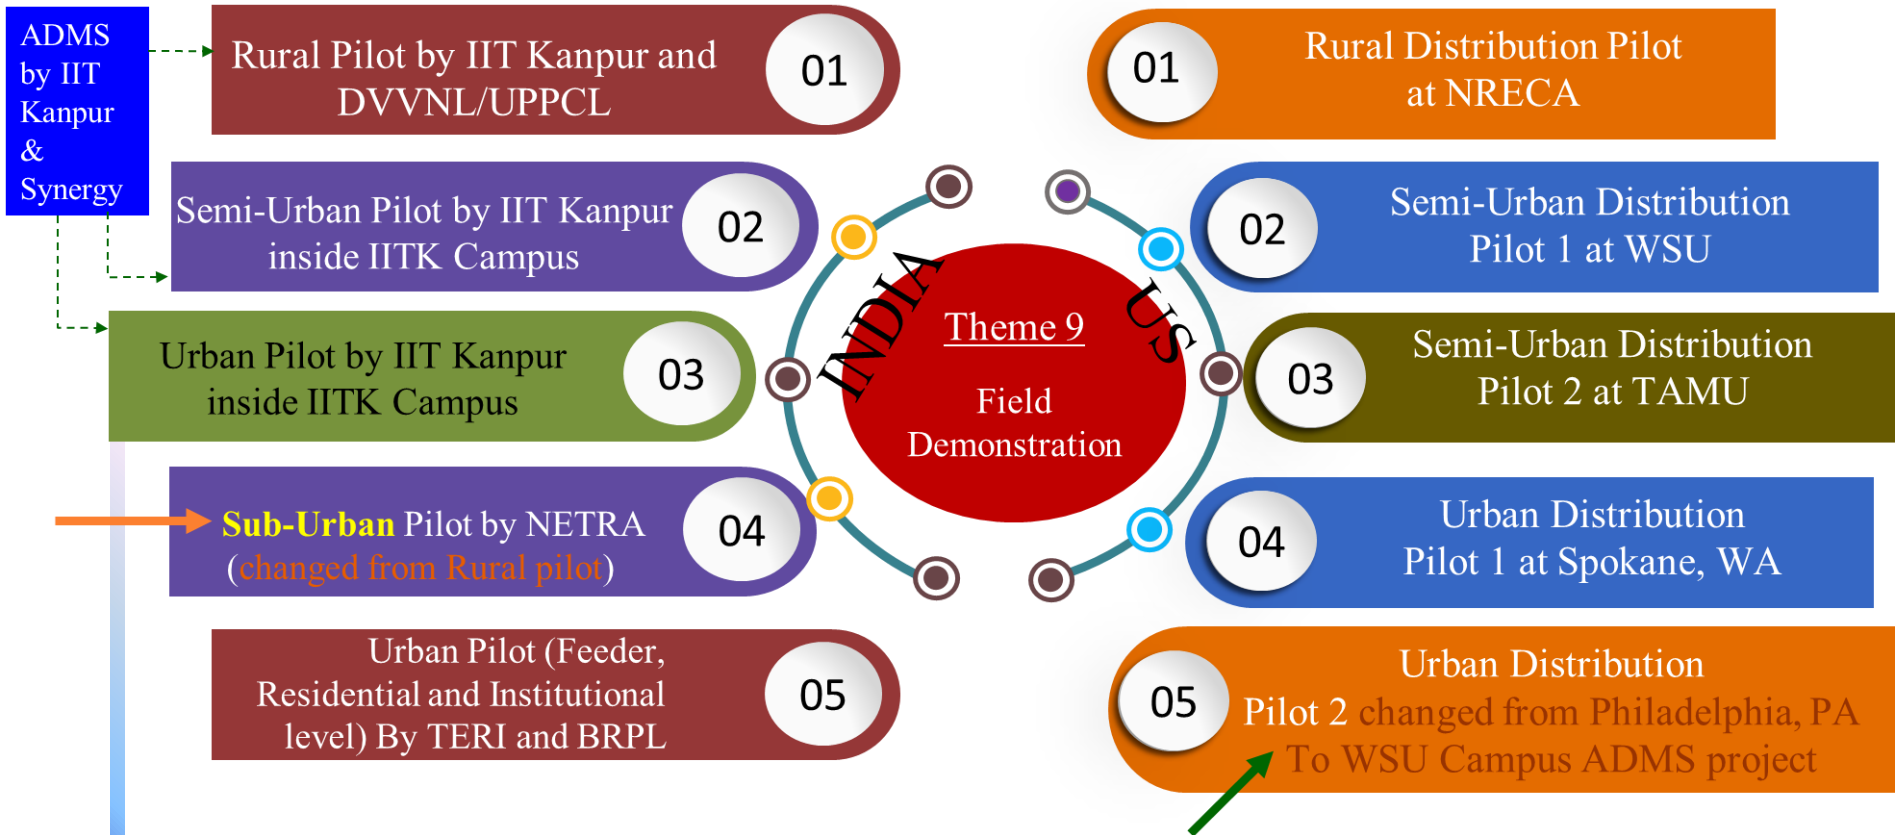 ADMS
by IIT
Kanpur
&
Synergy
Rural Pilot by IIT Kanpur and
DVVNL/UPPCL
01
Semi-Urban Pilot by IIT Kanpur
inside IITK Campus
02
Urban Pilot by IIT Kanpur
inside IITK Campus
03
Sub-Urban Pilot by NETRA
(changed from Rural pilot)
04
Urban Pilot (Feeder,
Residential and Institutional
level) By TERI and BRPL
05
INDIA
Theme 9
Field
Demonstration
US
01
Rural Distribution Pilot
at NRECA
02
Semi-Urban Distribution
Pilot 1 at WSU
03
Semi-Urban Distribution
Pilot 2 at TAMU
04
Urban Distribution
Pilot 1 at Spokane, WA
05
Urban Distribution
Pilot 2 changed from Philadelphia, PA
To WSU Campus ADMS project